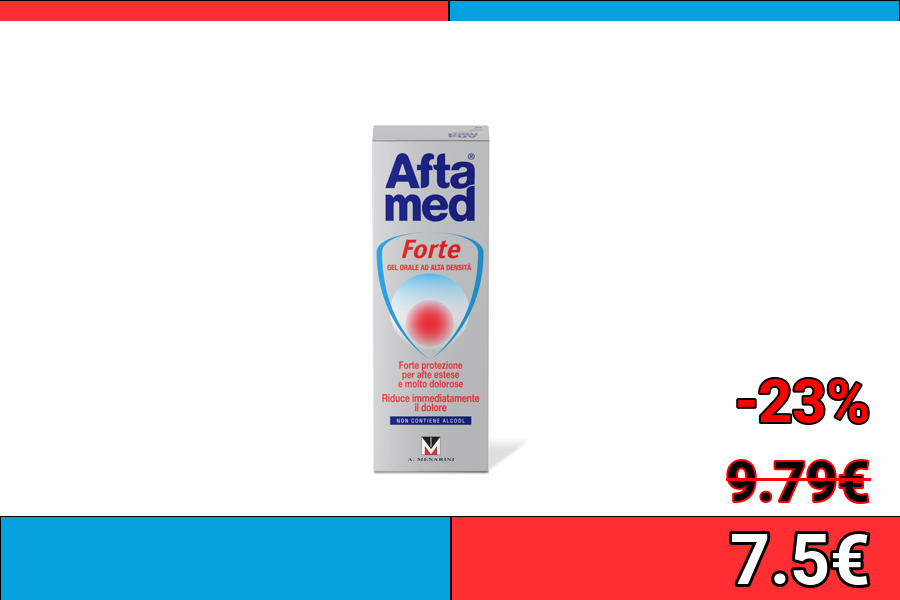 Afta®
med
Forte
GEL ORALE AD ALTA DENSITÁ
Forte protezione
per afte estese
e molto dolorose
Riduce immediatamente
il dolore
NON CONTIENE ALCOOL
M
A. MENARINI
-23%
9.79€
7.5€